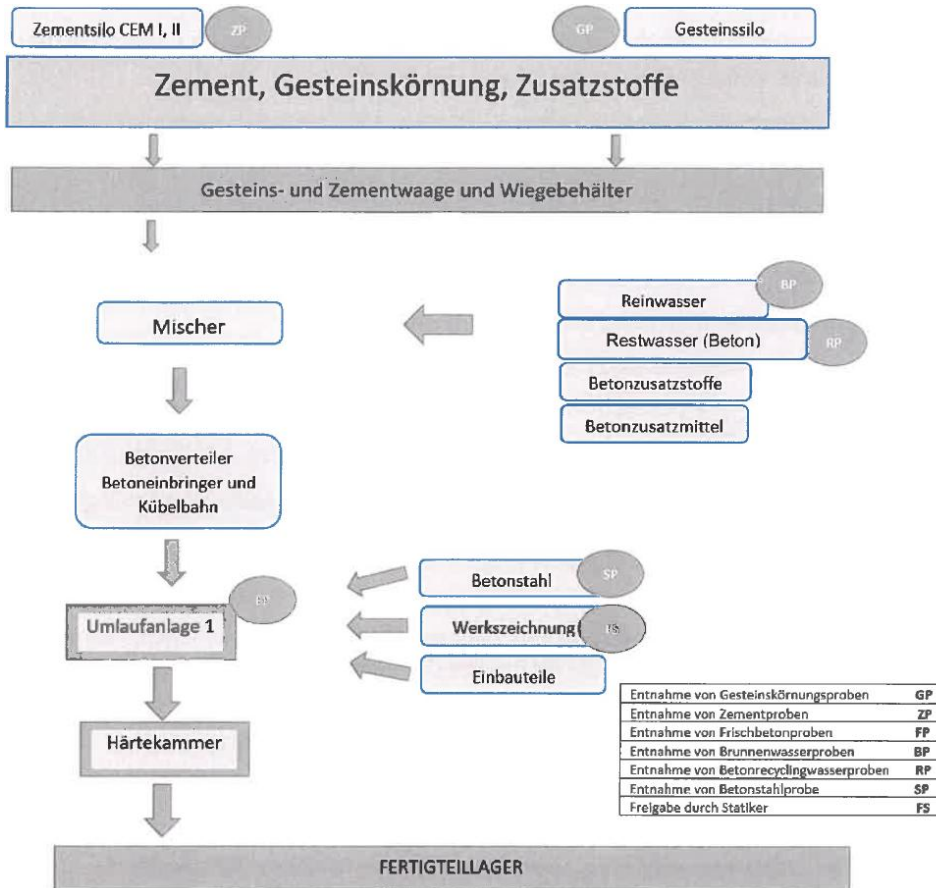 Zementsilo CEM I, II
ZP
GP
Gesteinssilo
Zement, Gesteinskörnung, Zusatzstoffe
Gesteins- und Zementwaage und Wiegebehälter
Mischer
Reinwasser
BP
Restwasser (Beton)
RP
Betonzusatzstoffe
Betonzusatzmittel
Betonverteiler
Betoneinbringer und
Kübelbahn
Umlaufanlage 1
Betonstahl
SP
Werkszeichnung
FS
Einbauteile
Härtekammer
Entnahme von Gesteinskörnungsproben GP
Entnahme von Zementproben ZP
Entnahme von Frischbetonproben FP
Entnahme von Brunnenwasserproben BP
Entnahme von Betonrecyclingwasserproben RP
Entnahme von Betonstahlprobe SP
Freigabe durch Statiker FS
FERTIGTEILLAGER